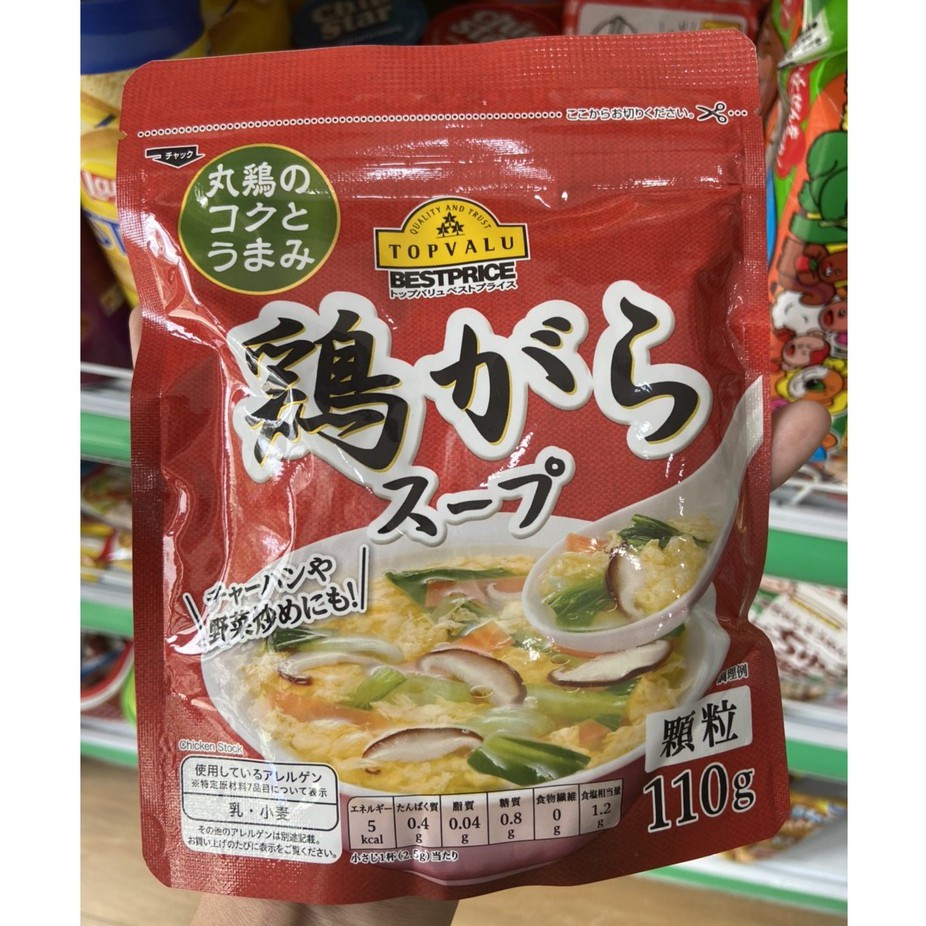 Chip Star
ここからお切りください。
チャック
丸鶏の
コクと
うまみ
QUALITY AND TRUST
TOPVALU
BESTPRICE
トップバリュ ベストプライス
鶏がら
スープ
チャーハンや
野菜炒めにも!
調理例
顆粒
110g
Chicken Stock
使用しているアレルゲン
※特定原材料7品目について表示
乳・小麦
その他のアレルゲンは別途記載。
お買い上げのたびに表示をご覧ください。
エネルギー たんぱく質 脂質 糖質 食物繊維 食塩相当量
5 kcal 0.4 g 0.04 g 0.8 g 0 g 1.2 g
小さじ1杯(2.5g)当たり